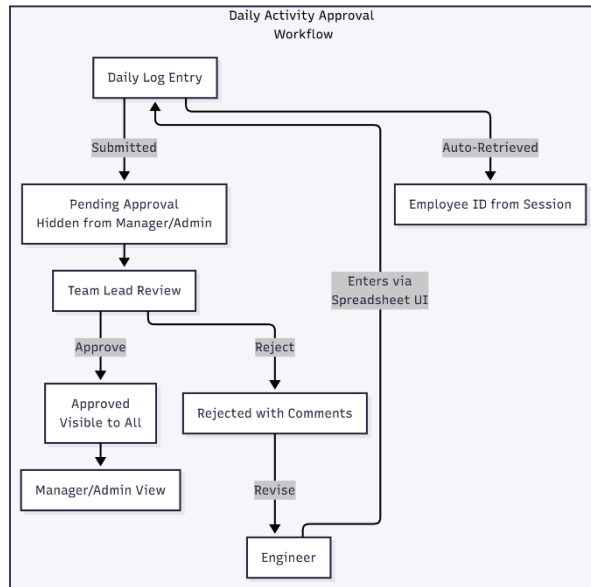 Daily Activity Approval
Workflow
Daily Log Entry
Submitted
Auto-Retrieved
Pending Approval
Hidden from Manager/Admin
Employee ID from Session
Team Lead Review
Enters via
Spreadsheet UI
Approve
Reject
Approved
Visible to All
Rejected with Comments
Manager/Admin View
Revise
Engineer